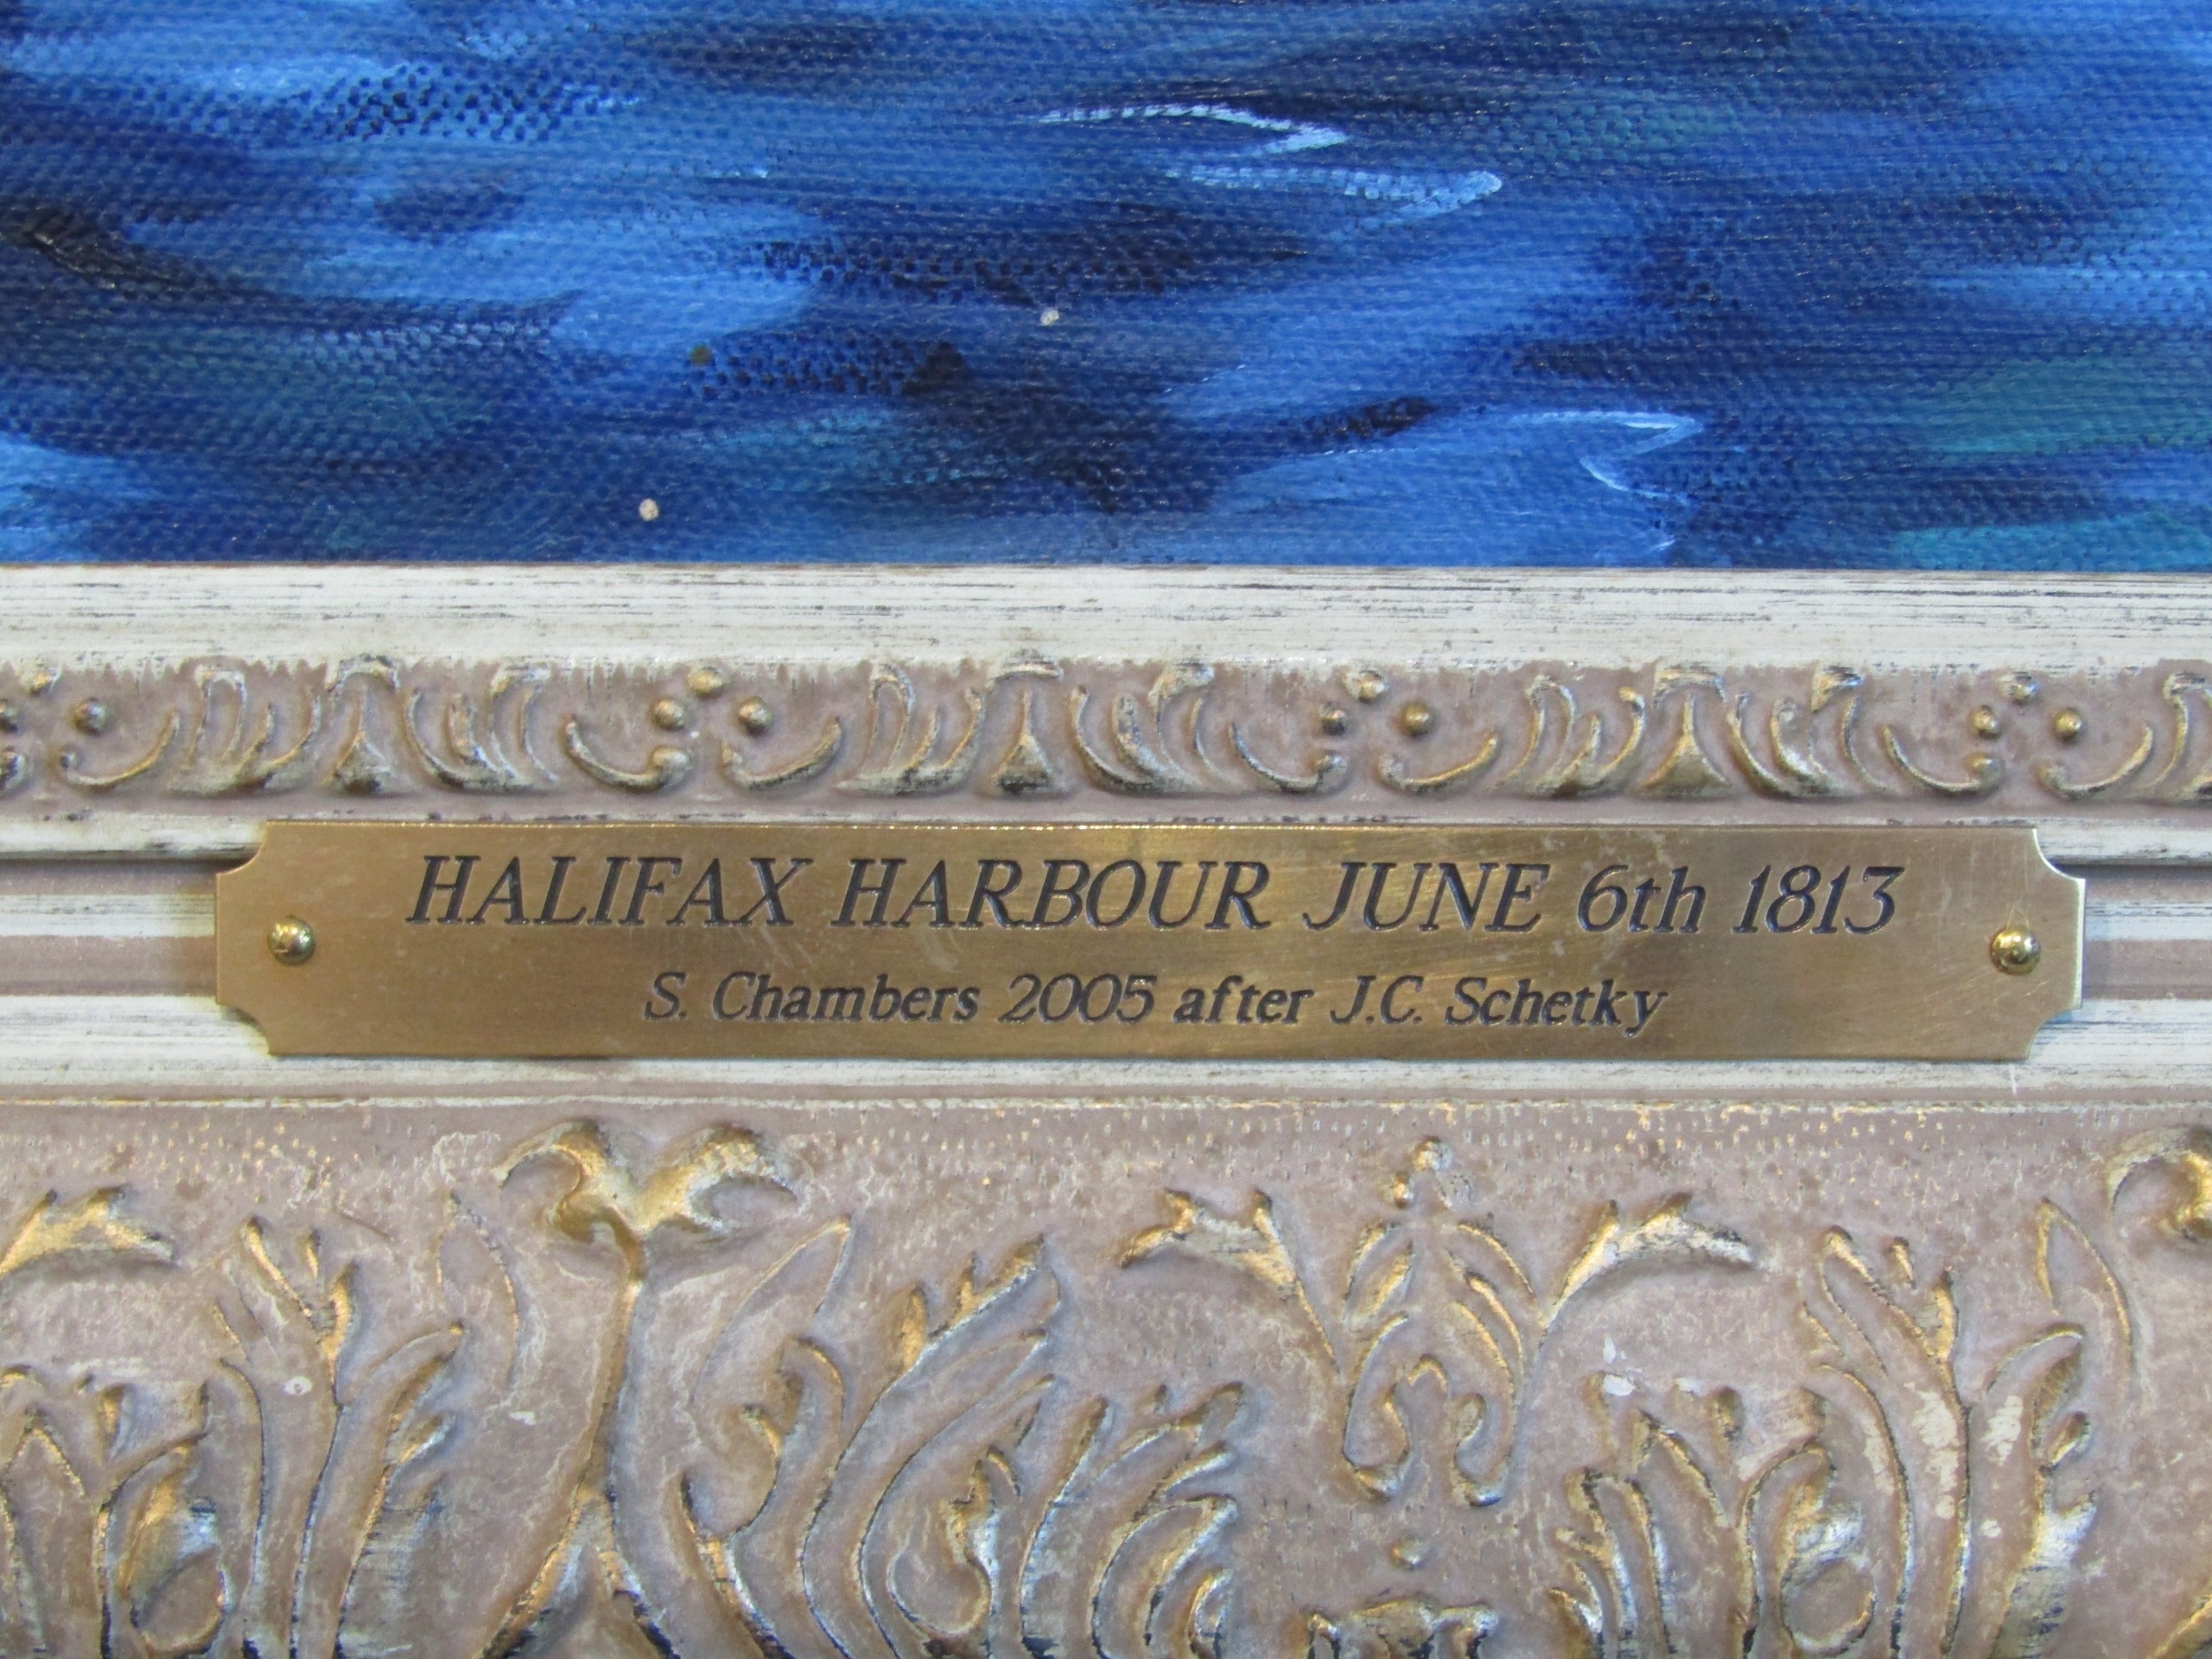 HALIFAX HARBOUR JUNE 6th 1813
S. Chambers 2005 after J.C. Schetky